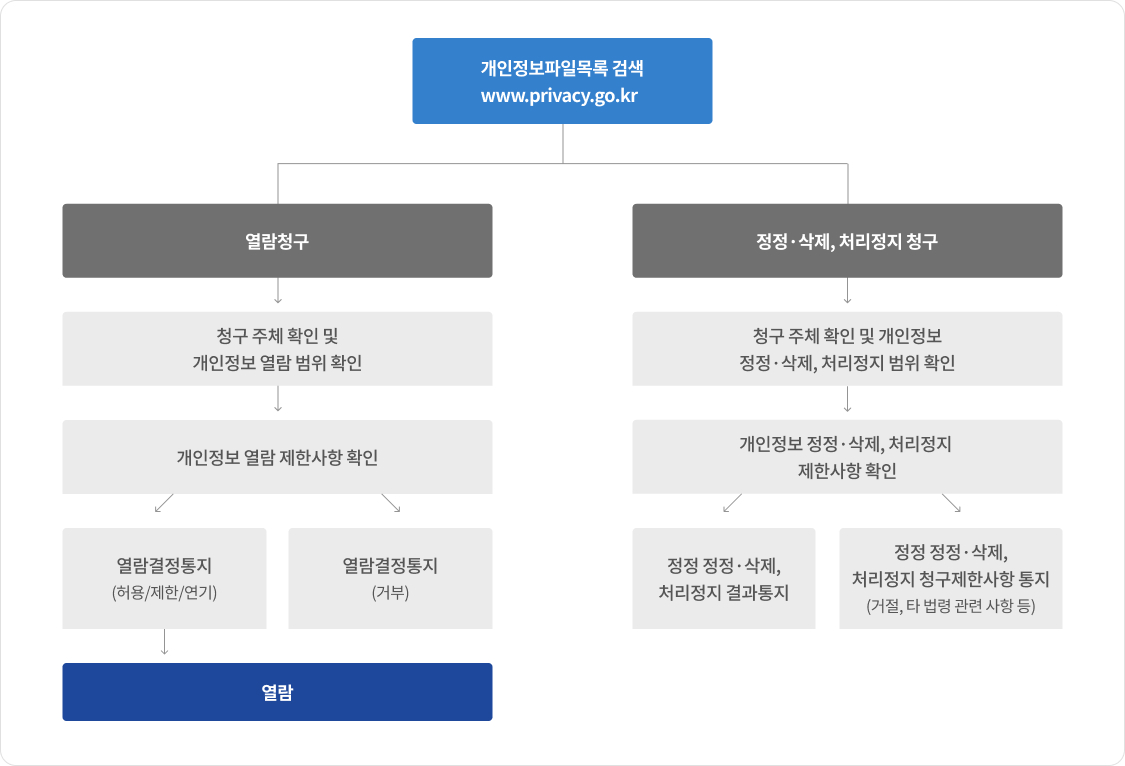 개인정보파일목록 검색
www.privacy.go.kr
열람청구
정정·삭제, 처리정지 청구
청구 주체 확인 및
개인정보 열람 범위 확인
청구 주체 확인 및 개인정보
정정·삭제, 처리정지 범위 확인
개인정보 열람 제한사항 확인
개인정보 정정·삭제, 처리정지
제한사항 확인
열람결정통지
(허용/제한/연기)
열람결정통지
(거부)
정정 정정·삭제,
처리정지 결과통지
정정 정정·삭제,
처리정지 청구제한사항 통지
(거절, 타 법령 관련 사항 등)
열람